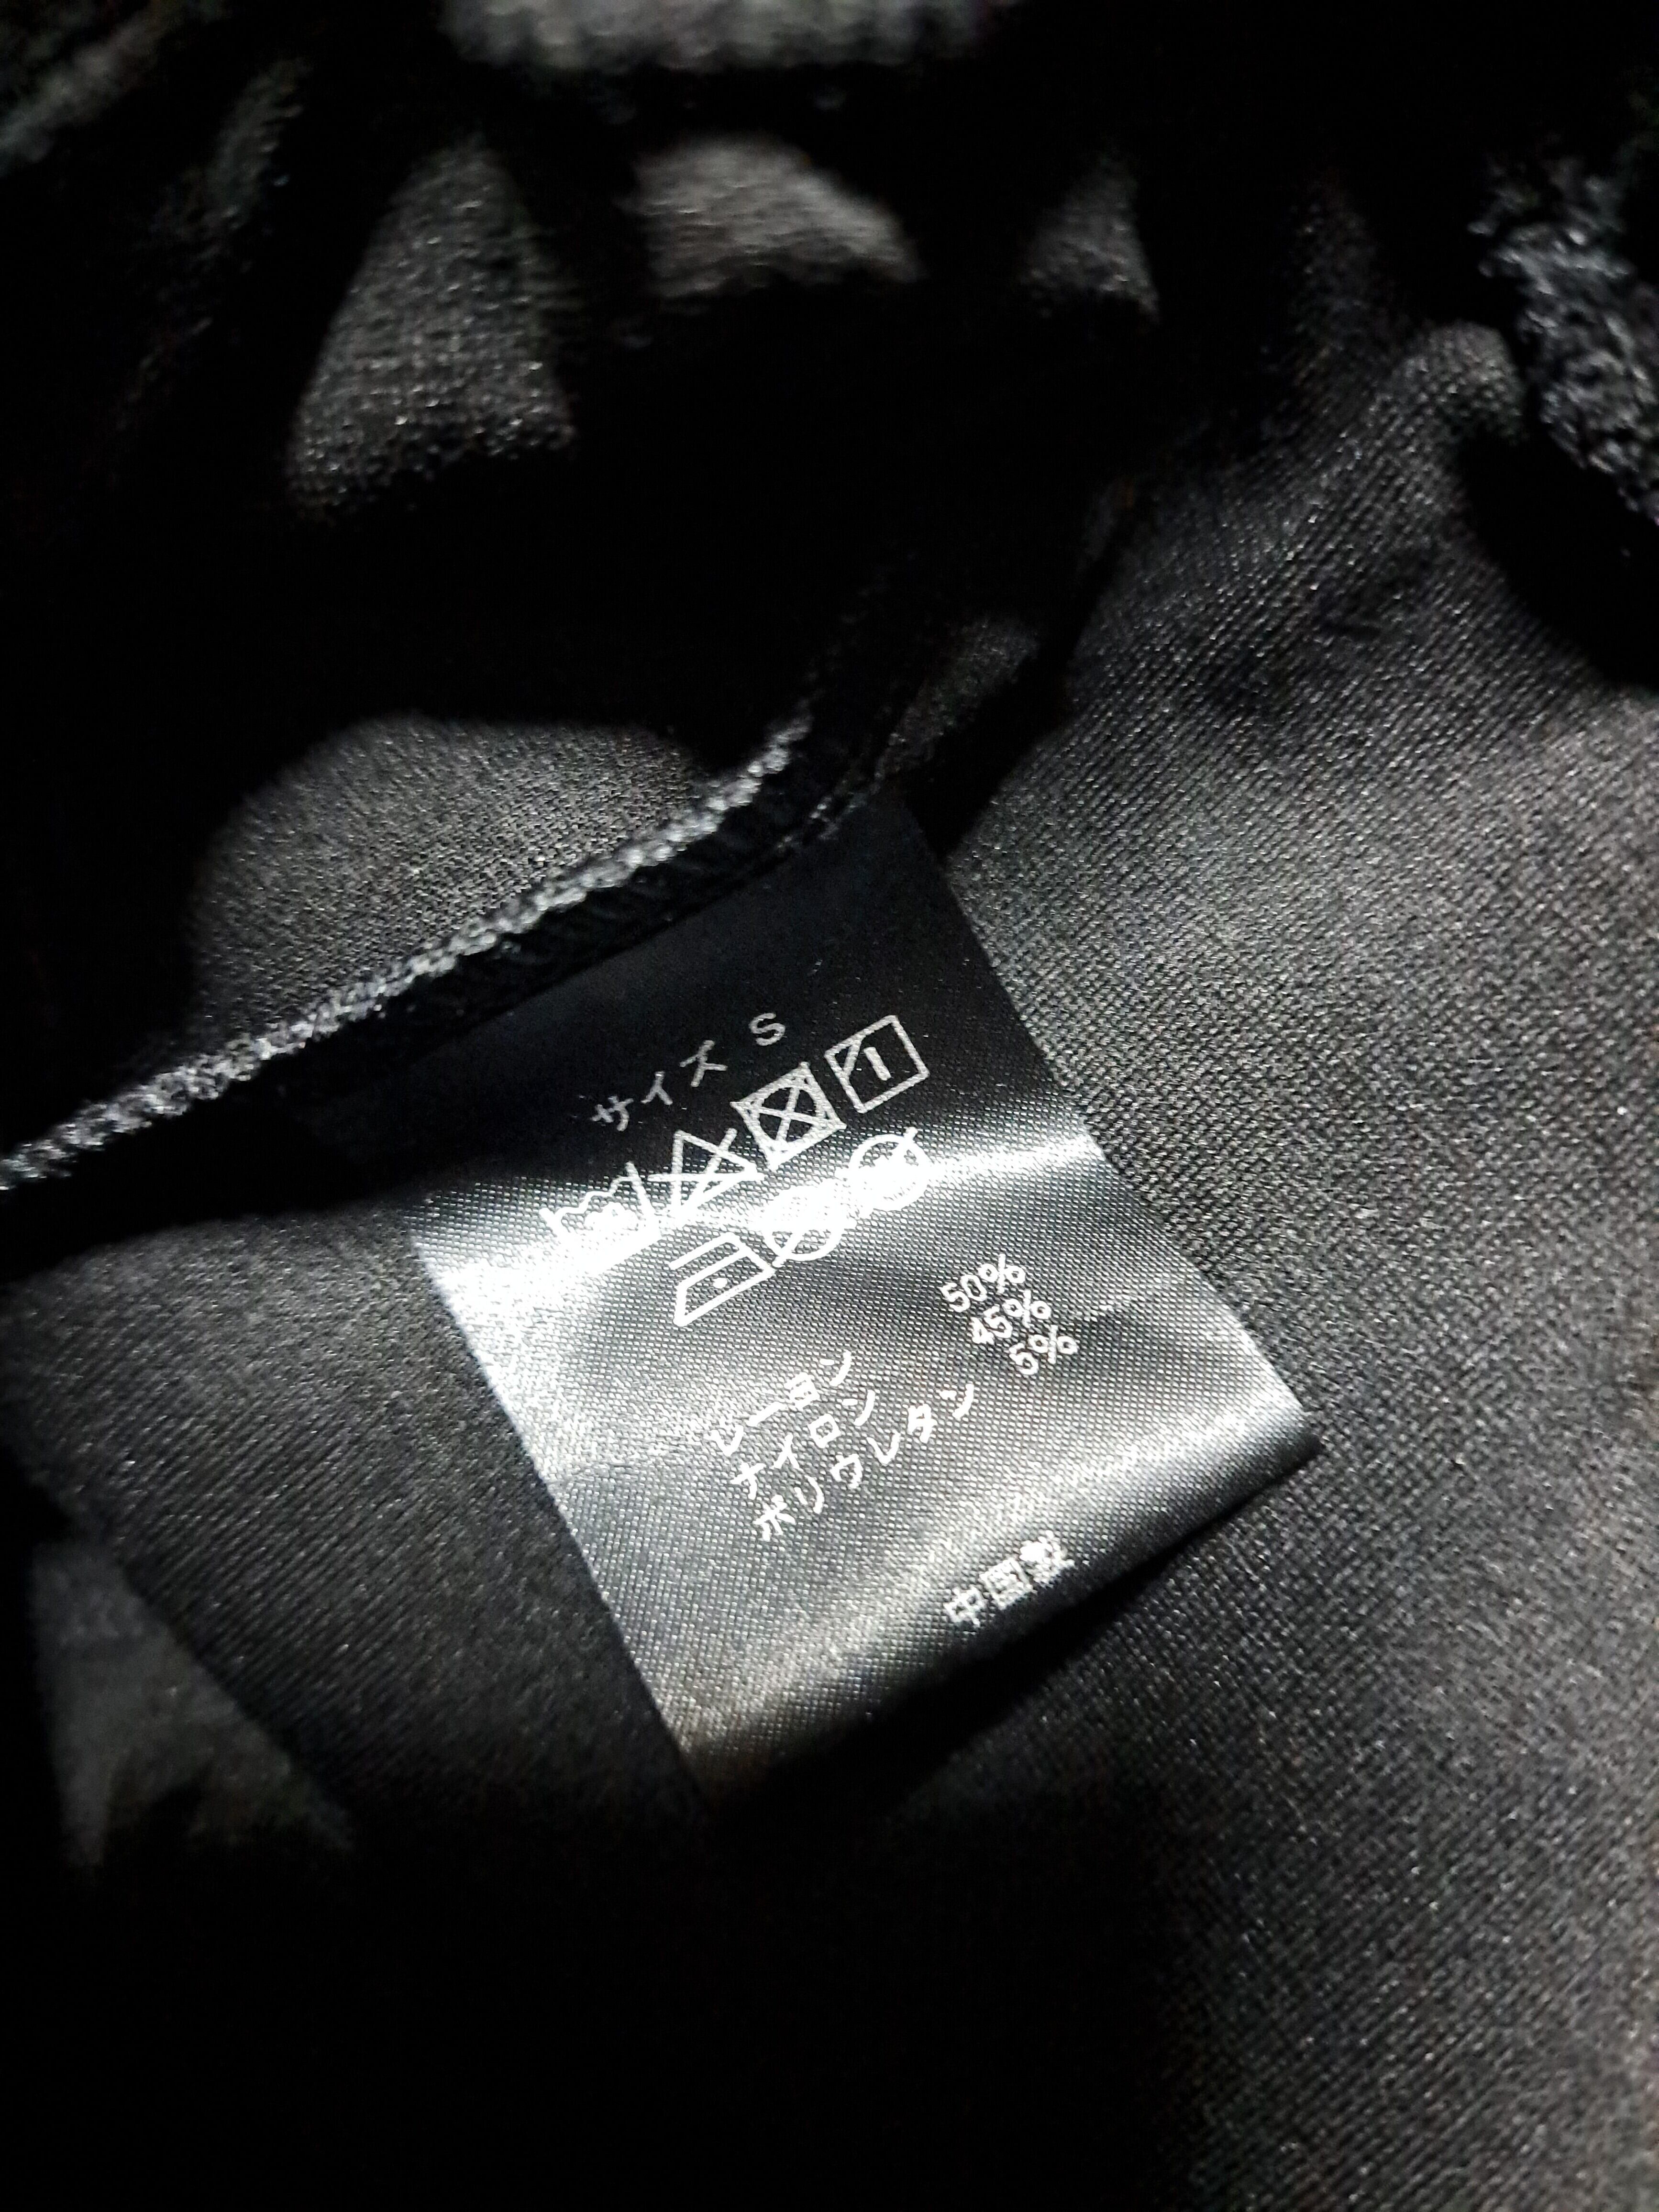 サイズ S
レーヨン 50%
ナイロン 45%
ポリウレタン 5%
中国製